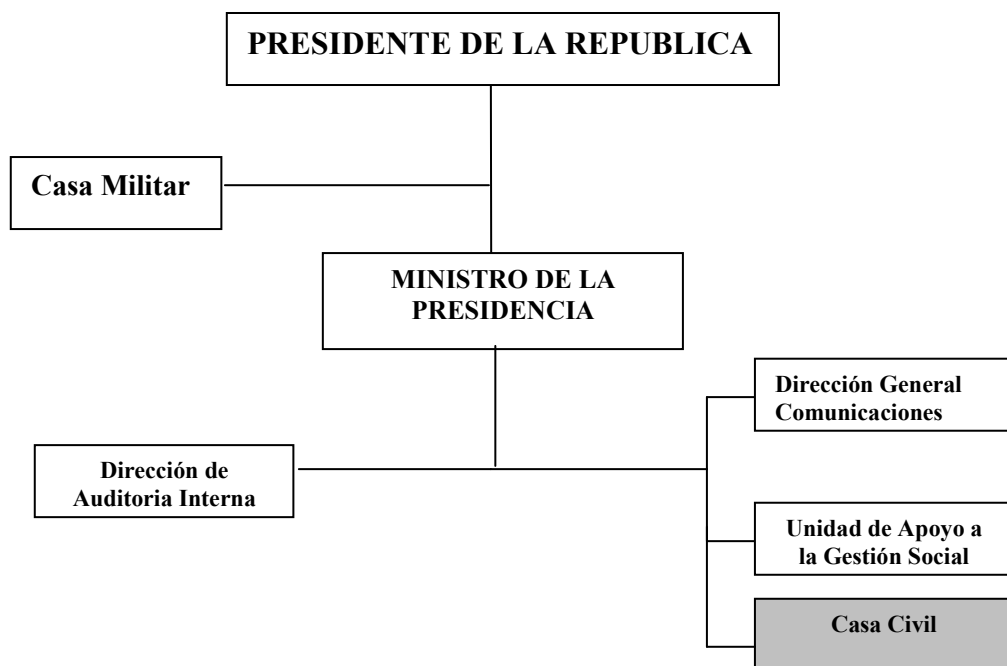 PRESIDENTE DE LA REPUBLICA
Casa Militar
MINISTRO DE LA
PRESIDENCIA
Dirección General
Comunicaciones
Dirección de
Auditoria Interna
Unidad de Apoyo a
la Gestión Social
Casa Civil